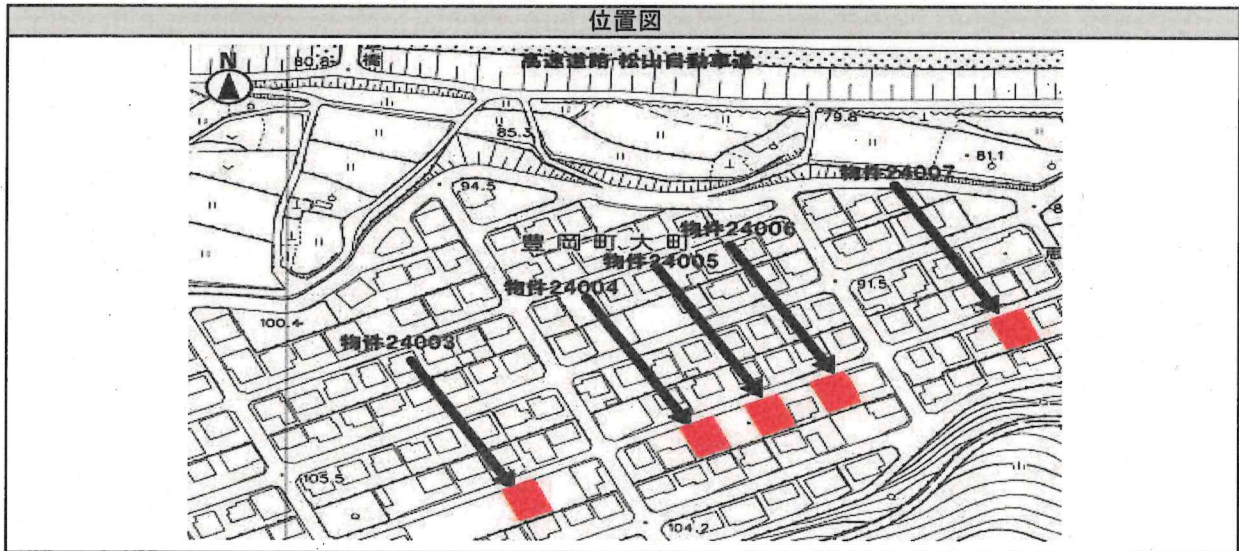 位置図
N
80.8
橋
高速道路 松山自動車道
79.8
85.3
81.1
物件24007
94.5
物件24006
豊岡町大町
物件24005
91.5
物件24004
100.4
物件24003
105.5
104.2